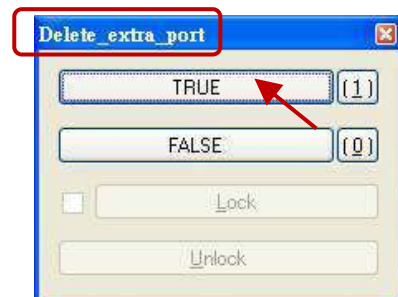 Delete_extra_port
TRUE (1)
FALSE (0)
Lock
Unlock